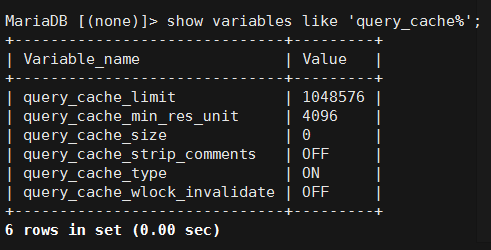 MariaDB [(none)]> show variables like 'query_cache%';
+------------------------------+---------+
| Variable_name                | Value   |
+------------------------------+---------+
| query_cache_limit            | 1048576 |
| query_cache_min_res_unit     | 4096    |
| query_cache_size             | 0       |
| query_cache_strip_comments   | OFF     |
| query_cache_type             | ON      |
| query_cache_wlock_invalidate | OFF     |
+------------------------------+---------+
6 rows in set (0.00 sec)